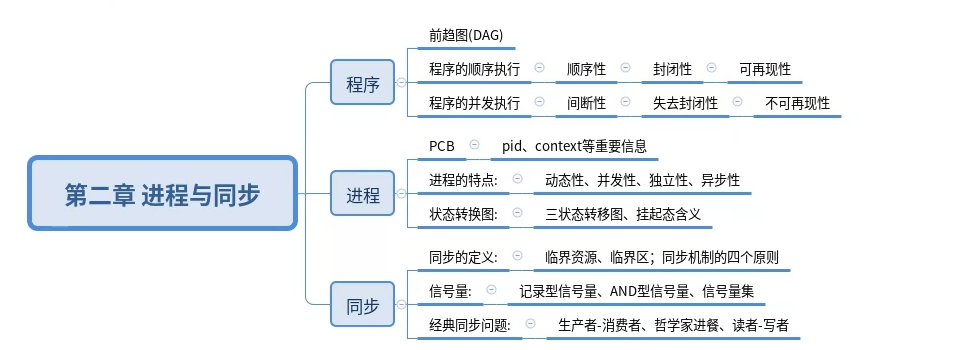 第二章 进程与同步
程序
前趋图(DAG)
程序的顺序执行 顺序性 封闭性 可再现性
程序的并发执行 间断性 失去封闭性 不可再现性
进程
PCB pid、context等重要信息
进程的特点: 动态性、并发性、独立性、异步性
状态转换图: 三状态转移图、挂起态含义
同步
同步的定义: 临界资源、临界区；同步机制的四个原则
信号量: 记录型信号量、AND型信号量、信号量集
经典同步问题: 生产者-消费者、哲学家进餐、读者-写者